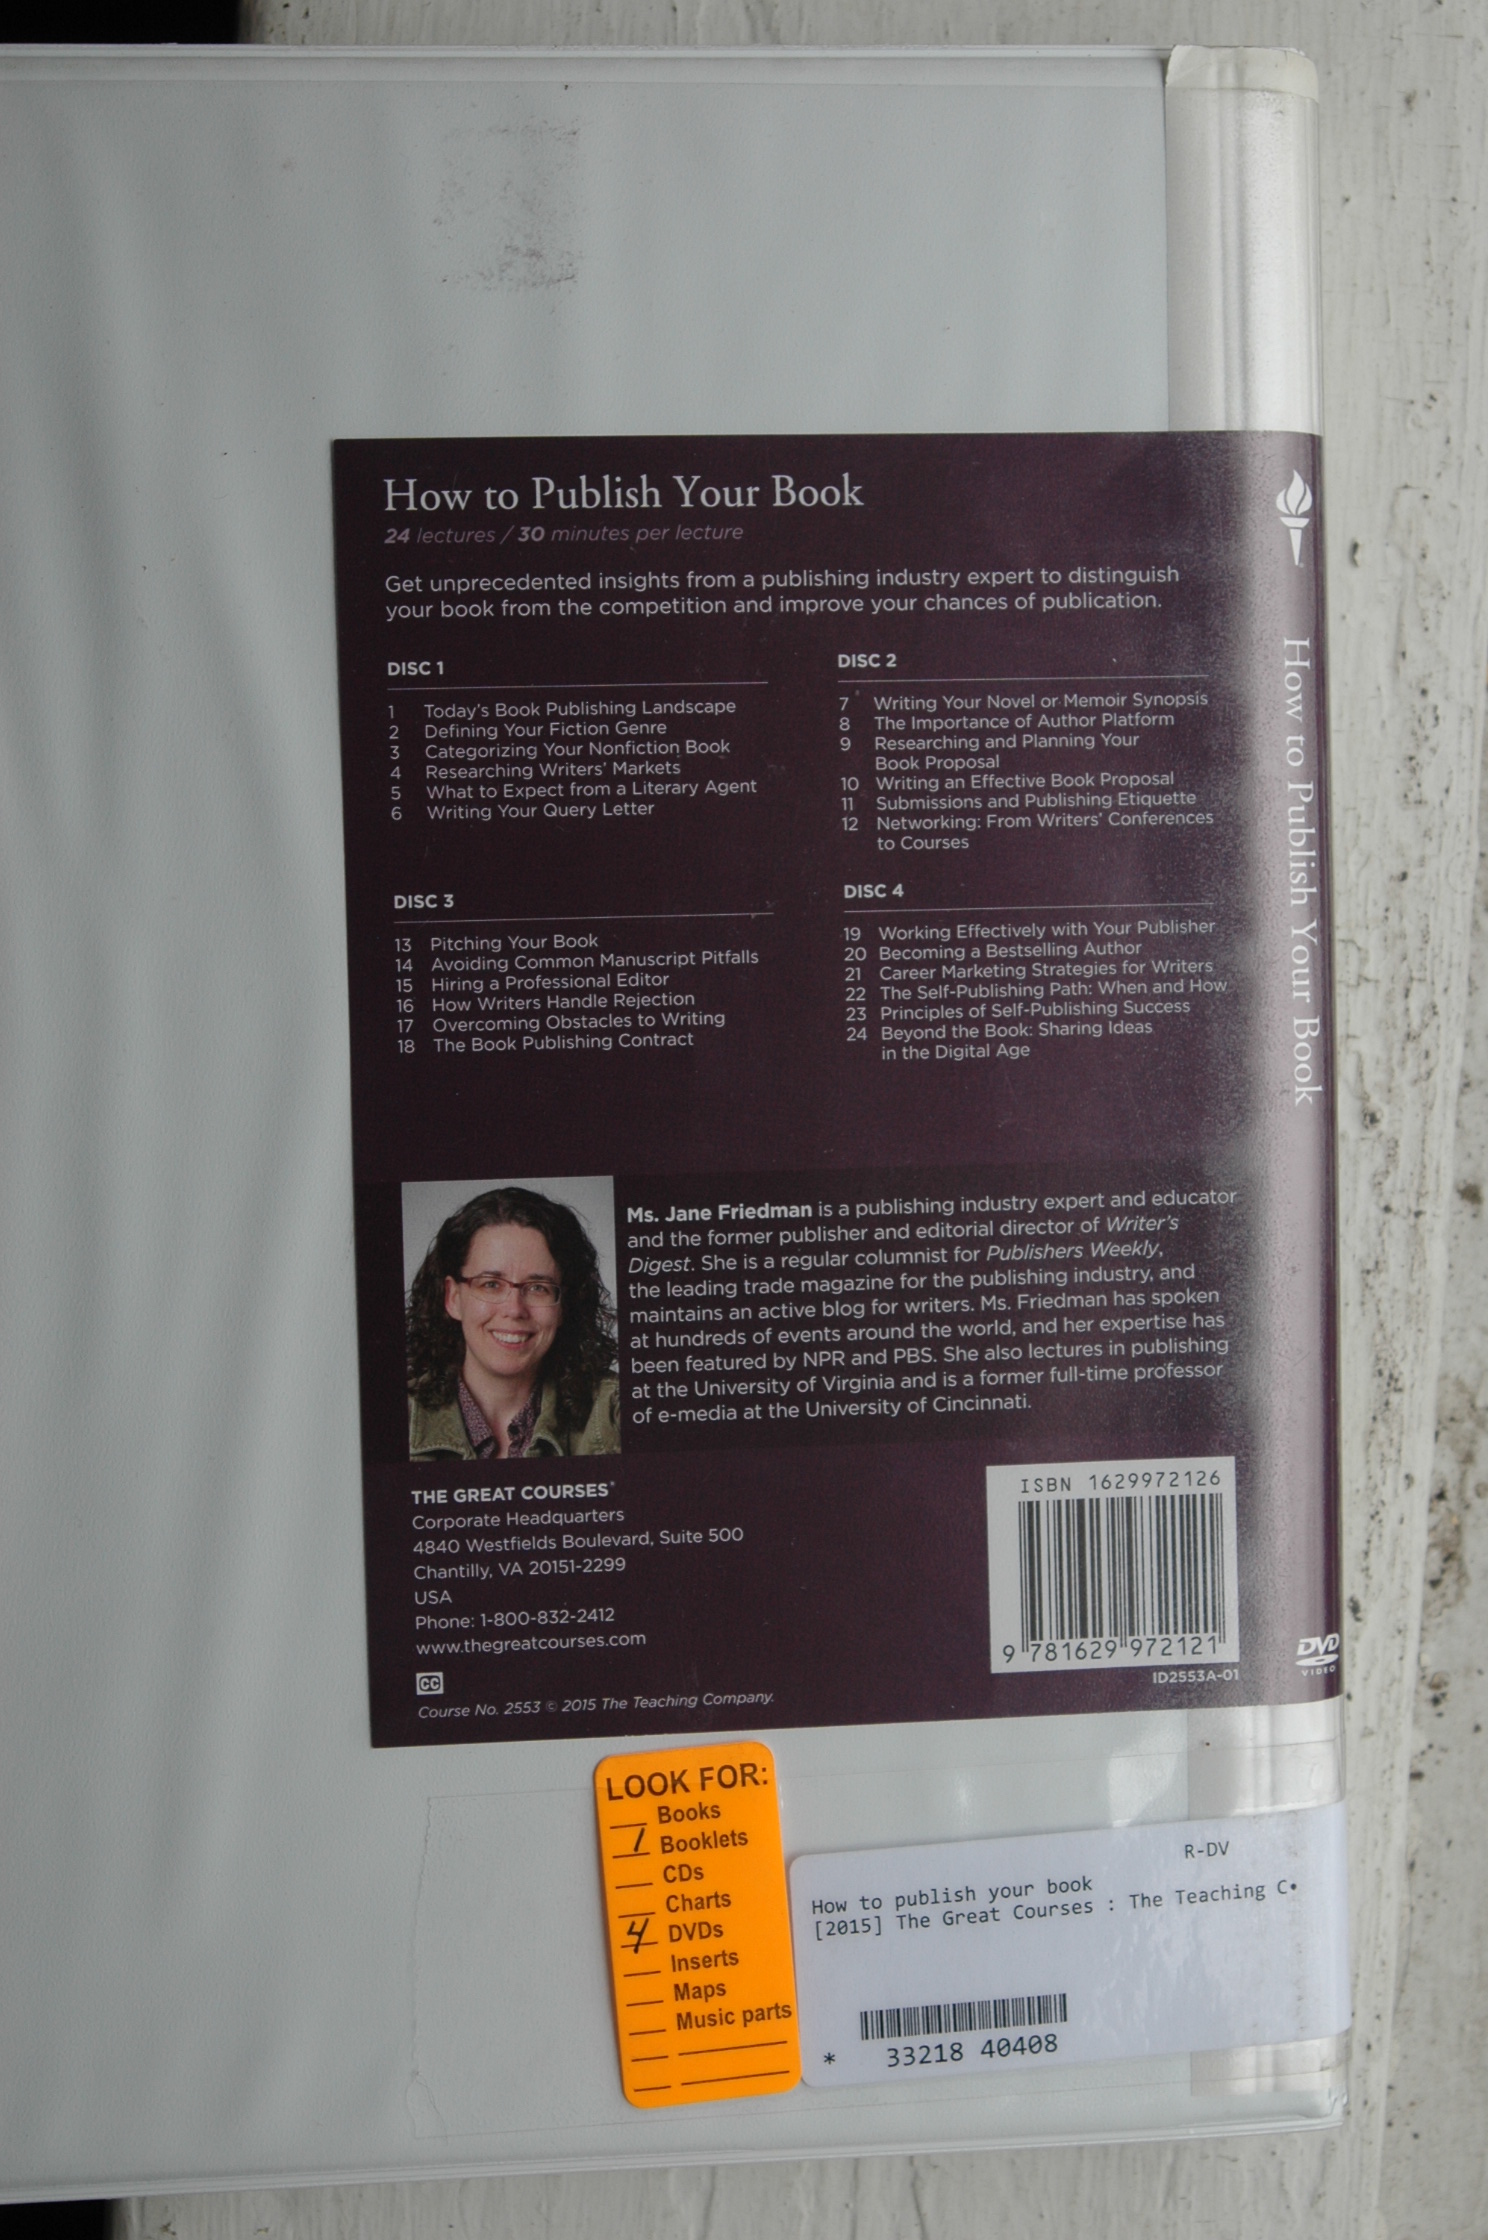 How to Publish Your Book
24 lectures / 30 minutes per lecture
Get unprecedented insights from a publishing industry expert to distinguish
your book from the competition and improve your chances of publication.
DISC 1
1 Today's Book Publishing Landscape
2 Defining Your Fiction Genre
3 Categorizing Your Nonfiction Book
4 Researching Writers' Markets
5 What to Expect from a Literary Agent
6 Writing Your Query Letter
DISC 2
7 Writing Your Novel or Memoir Synopsis
8 The Importance of Author Platform
9 Researching and Planning Your
Book Proposal
10 Writing an Effective Book Proposal
11 Submissions and Publishing Etiquette
12 Networking: From Writers' Conferences
to Courses
DISC 3
13 Pitching Your Book
14 Avoiding Common Manuscript Pitfalls
15 Hiring a Professional Editor
16 How Writers Handle Rejection
17 Overcoming Obstacles to Writing
18 The Book Publishing Contract
DISC 4
19 Working Effectively with Your Publisher
20 Becoming a Bestselling Author
21 Career Marketing Strategies for Writers
22 The Self-Publishing Path: When and How
23 Principles of Self-Publishing Success
24 Beyond the Book: Sharing Ideas
in the Digital Age
Ms. Jane Friedman is a publishing industry expert and educator
and the former publisher and editorial director of Writer's
Digest. She is a regular columnist for Publishers Weekly,
the leading trade magazine for the publishing industry, and
maintains an active blog for writers. Ms. Friedman has spoken
at hundreds of events around the world, and her expertise has
been featured by NPR and PBS. She also lectures in publishing
at the University of Virginia and is a former full-time professor
of e-media at the University of Cincinnati.
THE GREAT COURSES®
Corporate Headquarters
4840 Westfields Boulevard, Suite 500
Chantilly, VA 20151-2299
USA
Phone: 1-800-832-2412
www.thegreatcourses.com
CC
Course No. 2553 © 2015 The Teaching Company.
ISBN 1629972126
9 781629 972121
ID2553A-01
How to Publish Your Book
DVD
VIDEO
LOOK FOR:
__ Books
1 Booklets
__ CDs
__ Charts
4 DVDs
__ Inserts
__ Maps
__ Music parts
R-DV
How to publish your book
[2015] The Great Courses : The Teaching C•
* 33218 40408